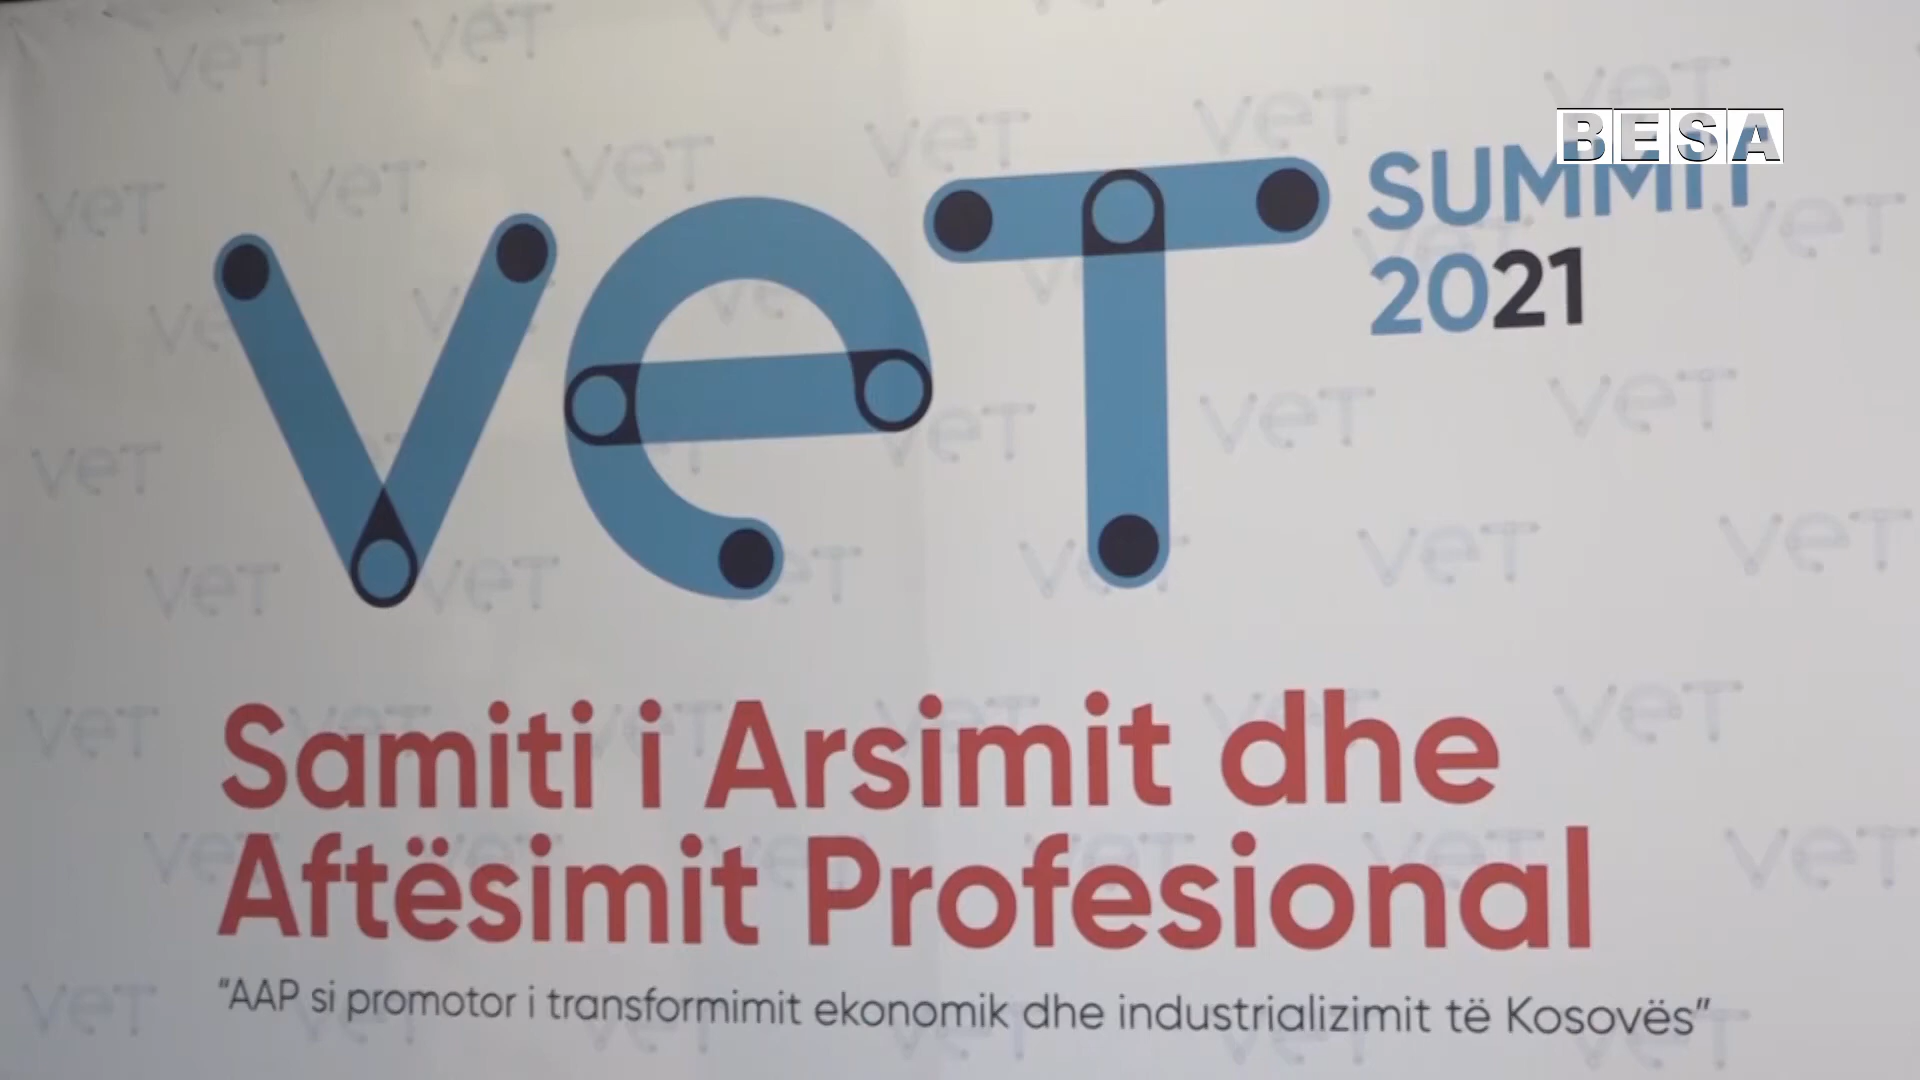 BESA
VeT
SUMMIT
2021
Samiti i Arsimit dhe
Aftësimit Profesional
“AAP si promotor i transformimit ekonomik dhe industrializimit të Kosovës”